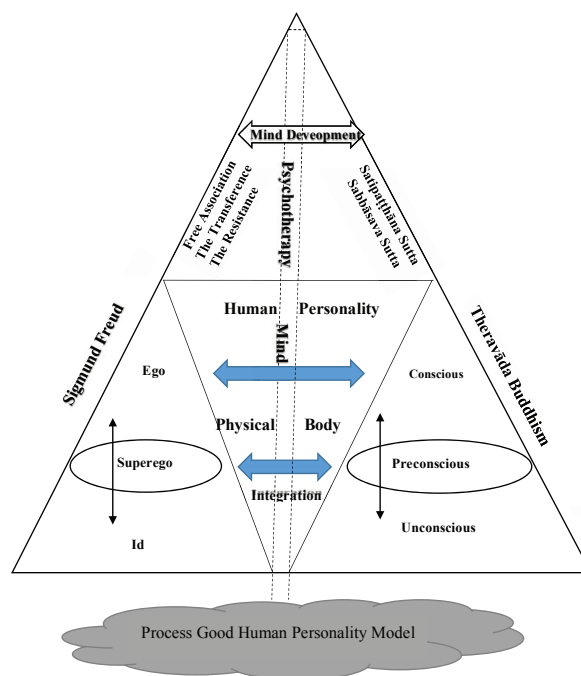 Mind Deveopment
Free Association
The Transference
The Resistance
Psychotherapy
Satipaṭṭhāna Sutta
Sabbāsava Sutta
Sigmund Freud
Theravāda Buddhism
Human Personality
Mind
Ego
Conscious
Physical Body
Superego
Preconscious
Integration
Id
Unconscious
Process Good Human Personality Model